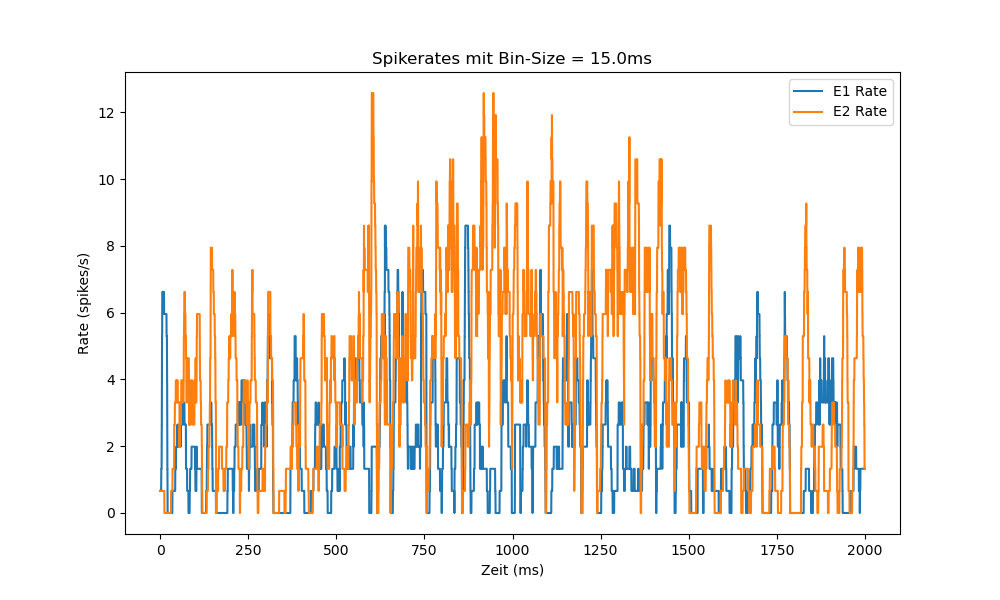 Spikerates mit Bin-Size = 15.0ms
E1 Rate
E2 Rate
Rate (spikes/s)
12
10
8
6
4
2
0
0 250 500 750 1000 1250 1500 1750 2000
Zeit (ms)